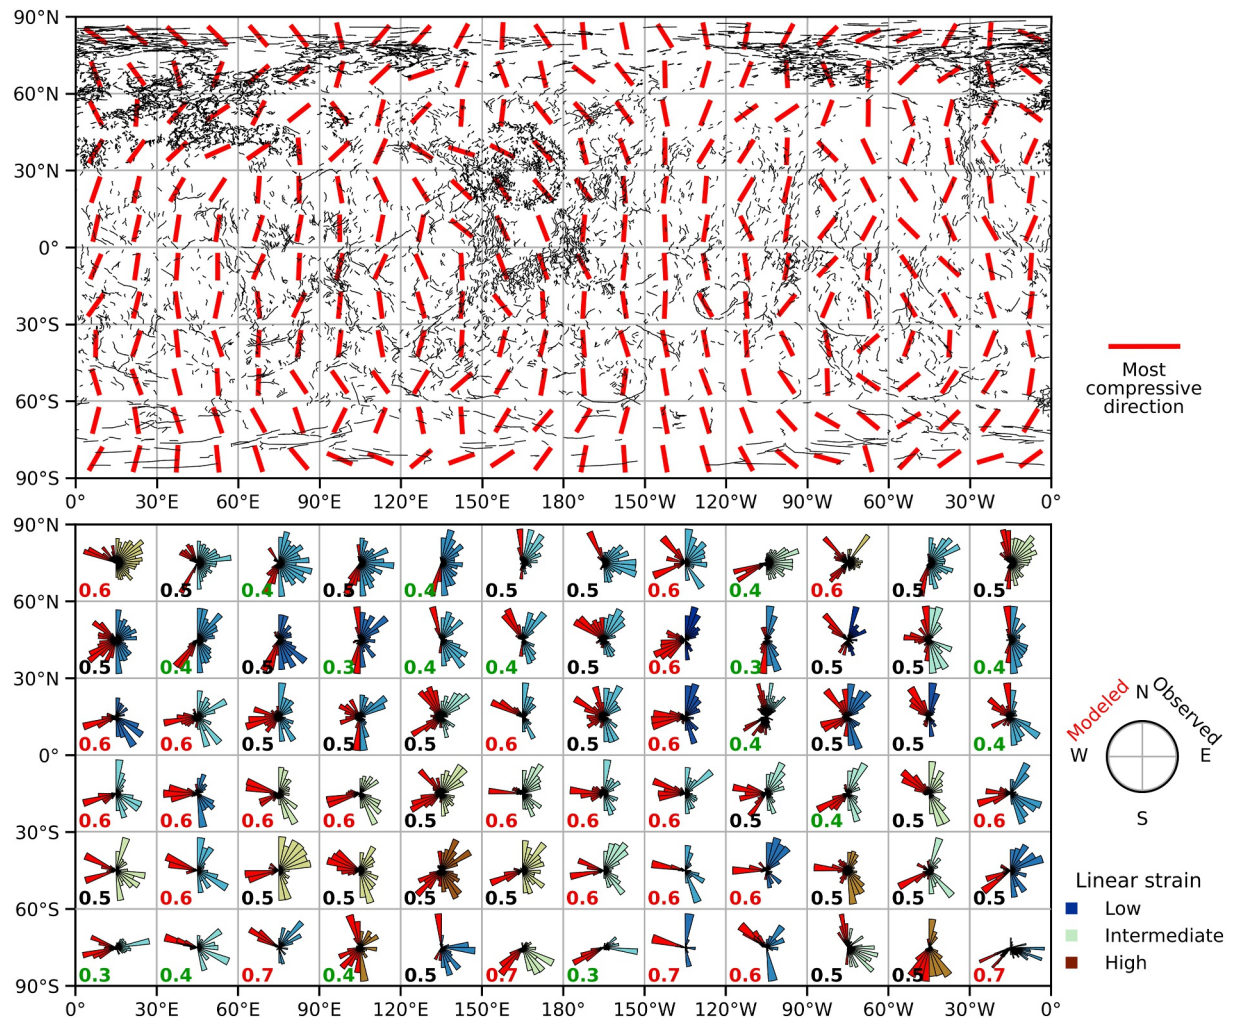 90°N
60°N
30°N
0°
30°S
60°S
90°S
0° 30°E 60°E 90°E 120°E 150°E 180° 150°W 120°W 90°W 60°W 30°W 0°
Most
compressive
direction
90°N
0.6 0.5 0.4 0.5 0.4 0.5 0.5 0.6 0.4 0.6 0.5 0.5
60°N
0.5 0.4 0.5 0.3 0.4 0.4 0.5 0.6 0.3 0.5 0.5 0.4
30°N
0.6 0.6 0.5 0.5 0.5 0.6 0.5 0.6 0.4 0.5 0.5 0.4
0°
0.6 0.6 0.6 0.6 0.5 0.6 0.6 0.6 0.5 0.4 0.5 0.6
30°S
0.5 0.6 0.5 0.5 0.5 0.5 0.6 0.6 0.6 0.5 0.5 0.5
60°S
0.3 0.4 0.7 0.4 0.5 0.7 0.3 0.7 0.6 0.5 0.5 0.7
90°S
0° 30°E 60°E 90°E 120°E 150°E 180° 150°W 120°W 90°W 60°W 30°W 0°
Modeled
N
Observed
W
E
S
Linear strain
Low
Intermediate
High